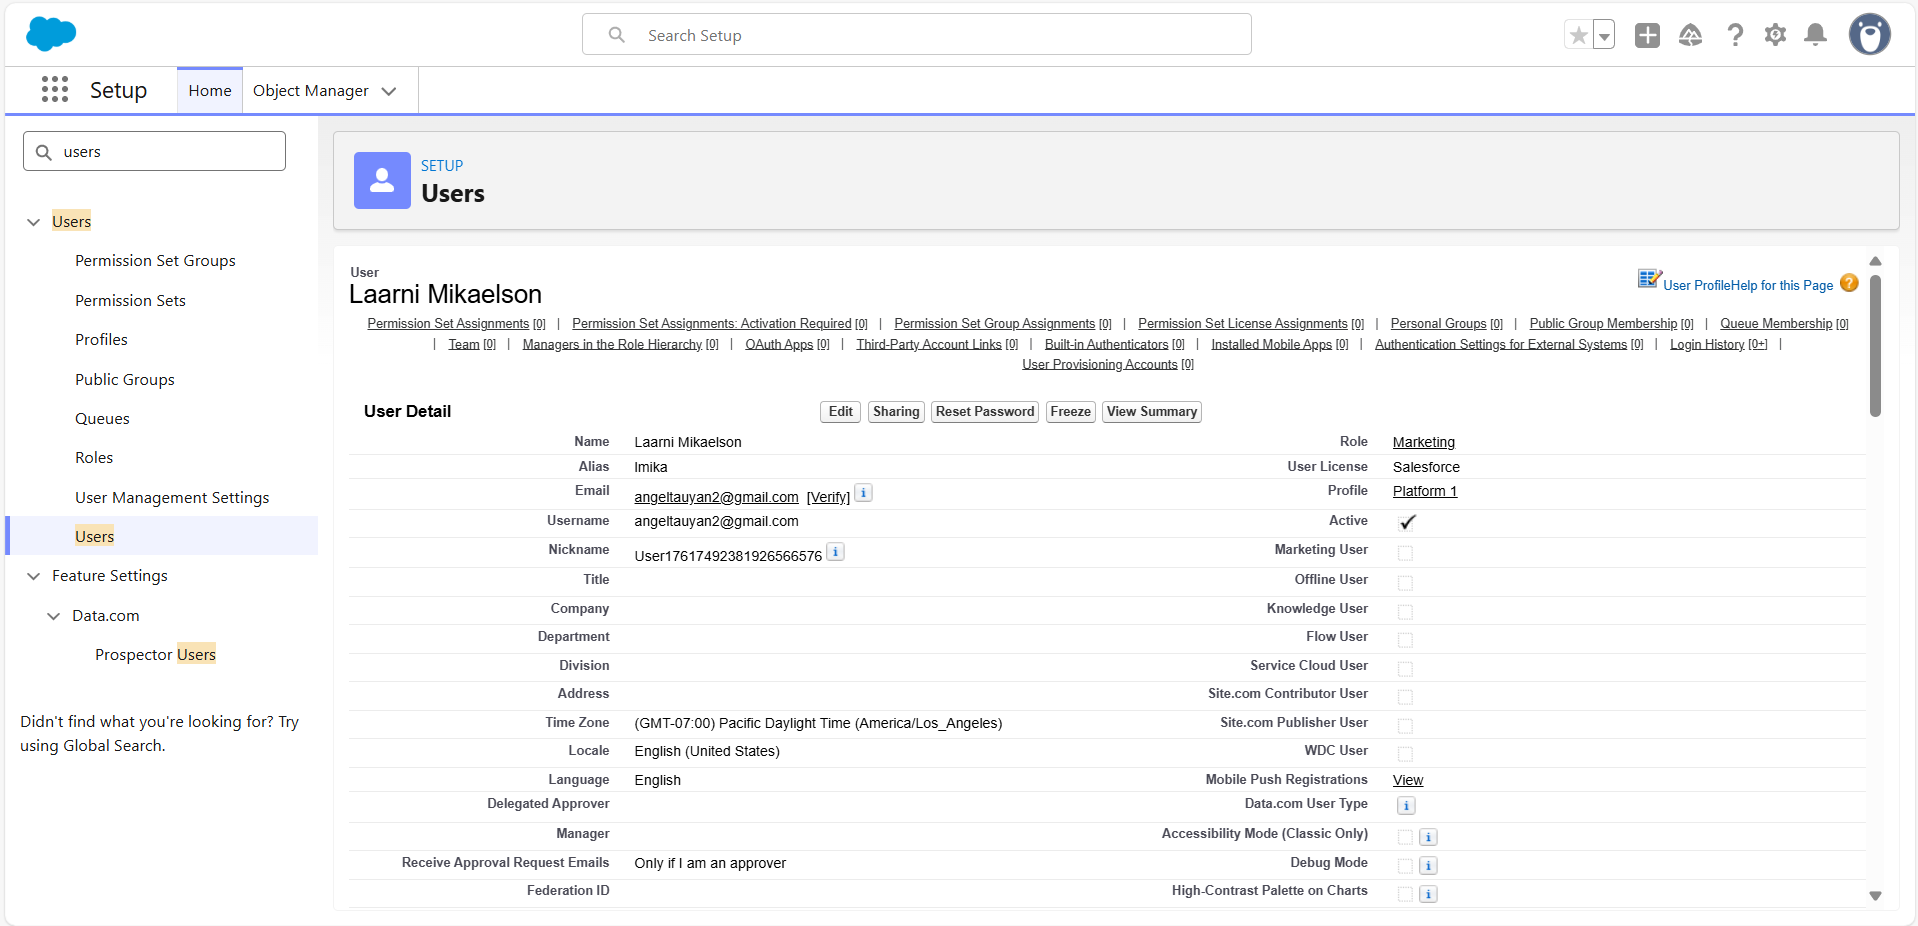 Search Setup
Setup
Home
Object Manager
users
Users
Permission Set Groups
Permission Sets
Profiles
Public Groups
Queues
Roles
User Management Settings
Users
Feature Settings
Data.com
Prospector Users
Didn't find what you're looking for? Try
using Global Search.
SETUP
Users
User
Laarni Mikaelson
User Profile Help for this Page ?
Permission Set Assignments [0] | Permission Set Assignments: Activation Required [0] | Permission Set Group Assignments [0] | Permission Set License Assignments [0] | Personal Groups [0] | Public Group Membership [0] | Queue Membership [0]
| Team [0] | Managers in the Role Hierarchy [0] | OAuth Apps [0] | Third-Party Account Links [0] | Built-in Authenticators [0] | Installed Mobile Apps [0] | Authentication Settings for External Systems [0] | Login History [0+] |
User Provisioning Accounts [0]
User Detail
Edit Sharing Reset Password Freeze View Summary
Name Laarni Mikaelson Role Marketing
Alias lmika User License Salesforce
Email angeltauyan2@gmail.com [Verify] i Profile Platform 1
Username angeltauyan2@gmail.com Active
Nickname User17617492381926566576 i Marketing User
Title Offline User
Company Knowledge User
Department Flow User
Division Service Cloud User
Address Site.com Contributor User
Time Zone (GMT-07:00) Pacific Daylight Time (America/Los_Angeles) Site.com Publisher User
Locale English (United States) WDC User
Language English Mobile Push Registrations View
Delegated Approver Data.com User Type i
Manager Accessibility Mode (Classic Only) i
Receive Approval Request Emails Only if I am an approver Debug Mode i
Federation ID High-Contrast Palette on Charts i